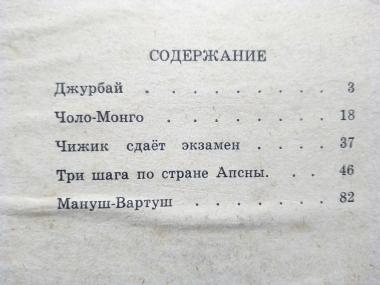 СОДЕРЖАНИЕ
Джурбай . . . . . . . . 3
Чоло-Монго . . . . . . . 18
Чижик сдаёт экзамен . . . . 37
Три шага по стране Апсны. . . 46
Мануш-Вартуш . . . . . . 82